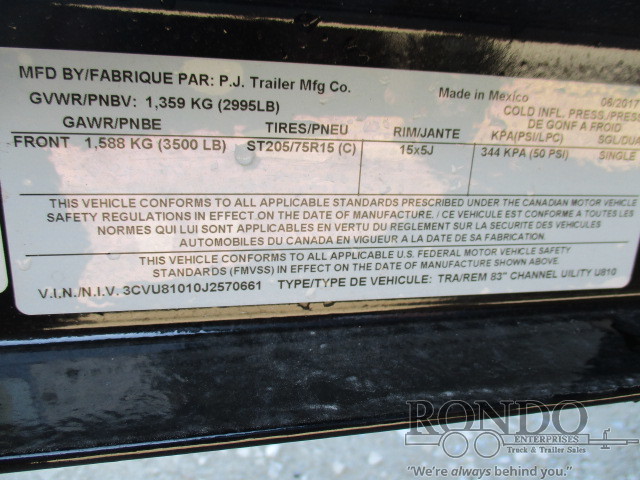 MFD BY/FABRIQUE PAR: P.J. Trailer Mfg Co. Made in Mexico 06/2017
GVWR/PNBV: 1,359 KG (2995LB) COLD INFL. PRESS./PRESS.
DE GONF A FROID
GAWR/PNBE TIRES/PNEU RIM/JANTE KPA(PSI/LPC) SGL/DUA
FRONT 1,588 KG (3500 LB) ST205/75R15 (C) 15x5J 344 KPA (50 PSI) SINGLE
THIS VEHICLE CONFORMS TO ALL APPLICABLE STANDARDS PRESCRIBED UNDER THE CANADIAN MOTOR VEHICLE
SAFETY REGULATIONS IN EFFECT ON THE DATE OF MANUFACTURE. / CE VEHICULE EST CONFORME A TOUTES LES
NORMES QUI LUI SONT APPLICABLES EN VERTU DU REGLEMENT SUR LA SECURITE DES VEHICULES
AUTOMOBILES DU CANADA EN VIGUEUR A LA DATE DE SA FABRICATION.
THIS VEHICLE CONFORMS TO ALL APPLICABLE U.S. FEDERAL MOTOR VEHICLE SAFETY
STANDARDS (FMVSS) IN EFFECT ON THE DATE OF MANUFACTURE SHOWN ABOVE
V.I.N./N.I.V. 3CVU81010J2570661 TYPE/TYPE DE VEHICULE: TRA/REM 83" CHANNEL UILITY U810
RONDO
ENTERPRISES
Truck & Trailer Sales
"We're always behind you."